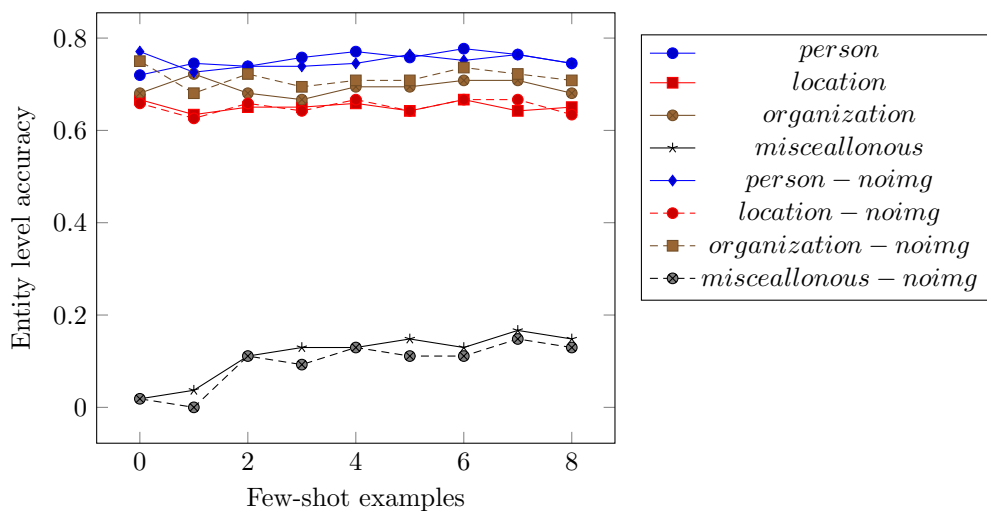 0.8
0.6
0.4
0.2
0
0
2
4
6
8
Few-shot examples
Entity level accuracy
person
location
organization
misceallonous
person − noimg
location − noimg
organization − noimg
misceallonous − noimg